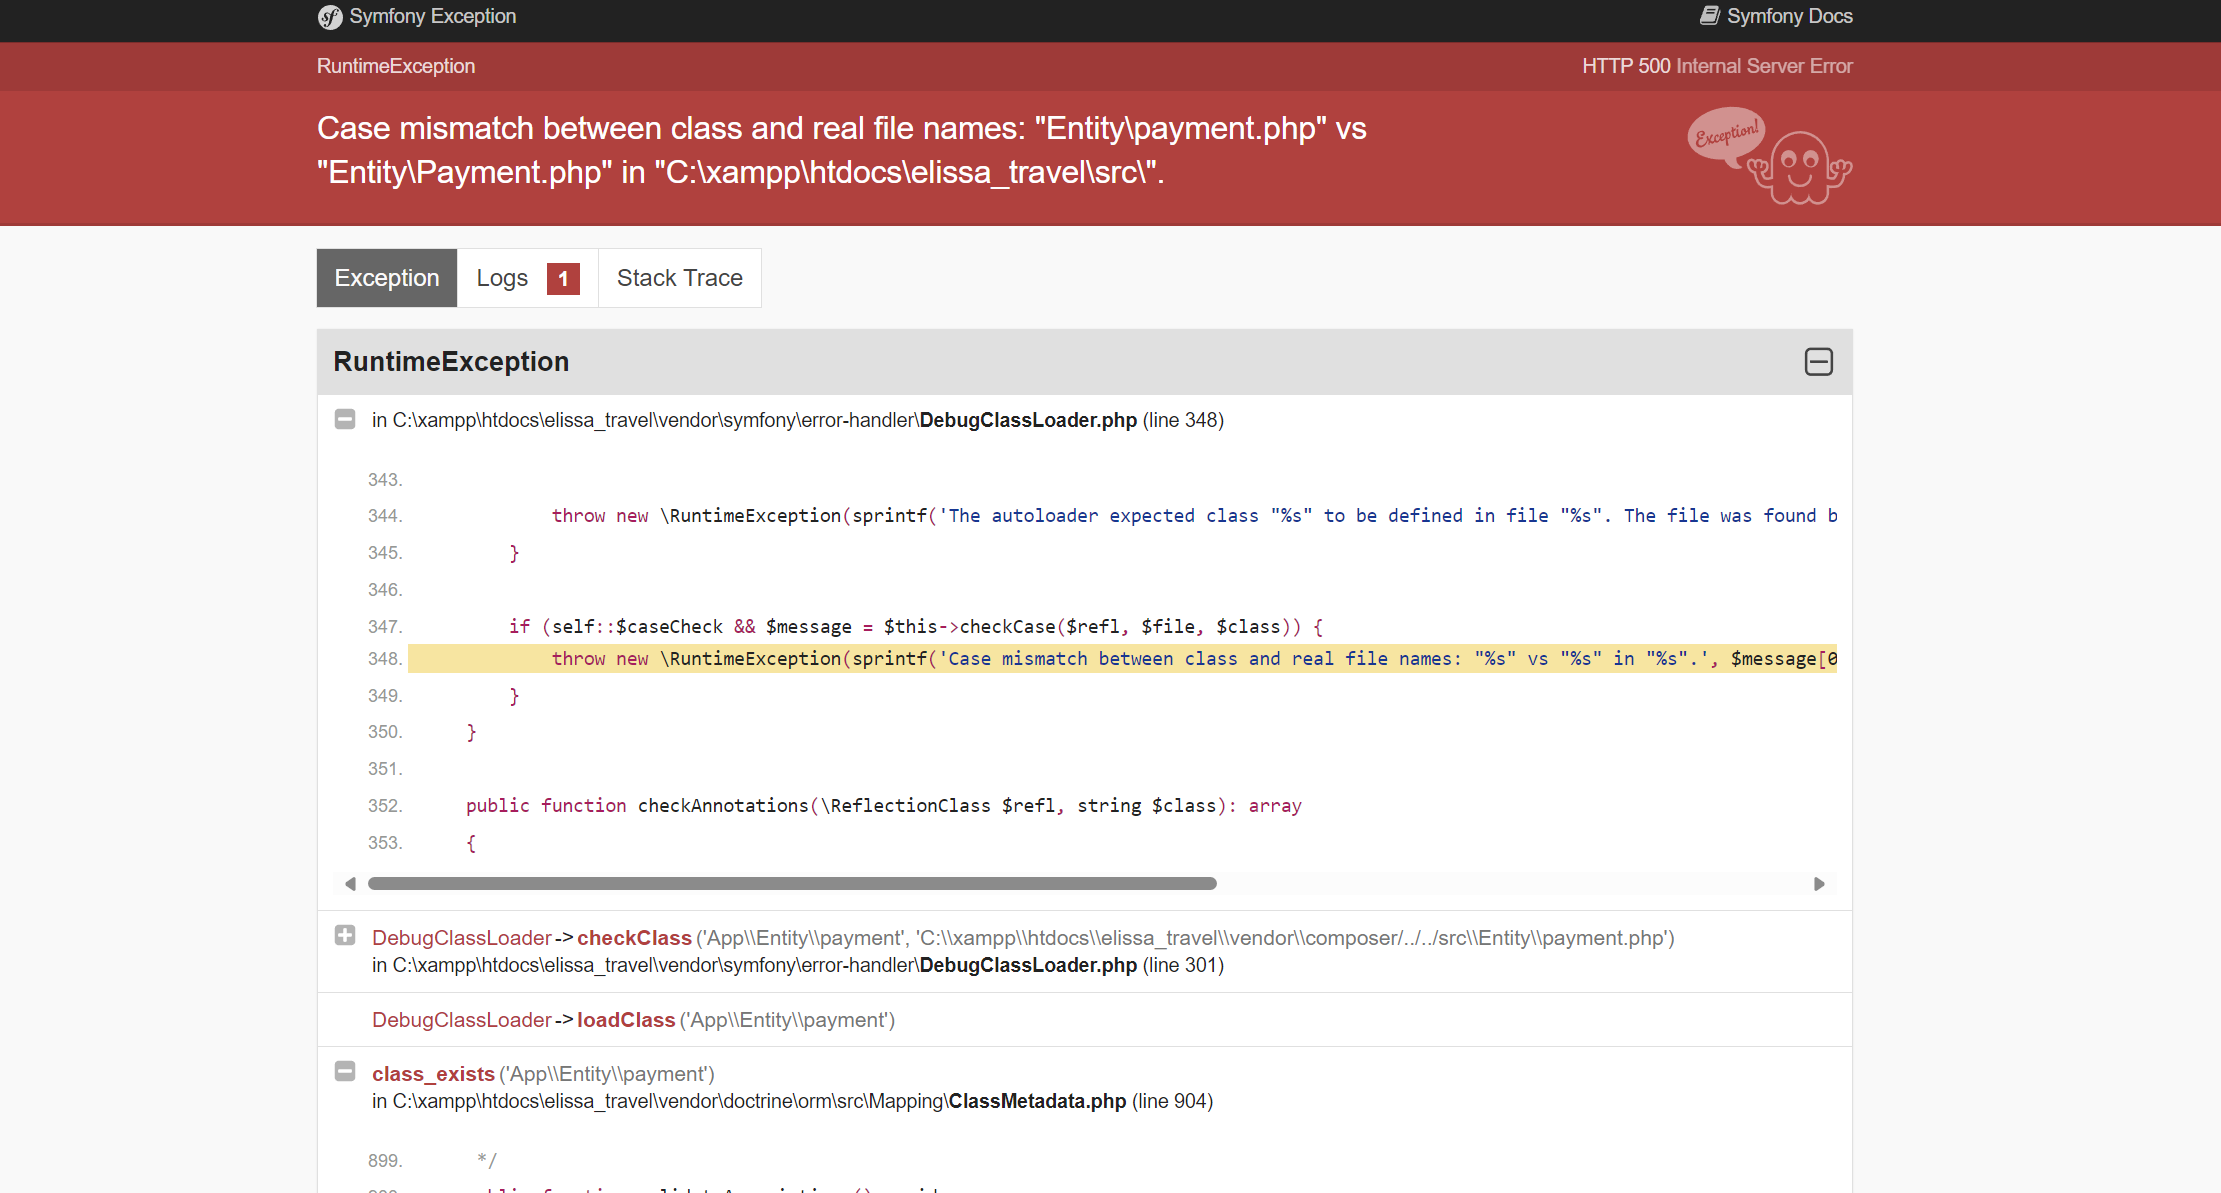 Symfony Exception
Symfony Docs
RuntimeException
HTTP 500 Internal Server Error
Case mismatch between class and real file names: "Entity\payment.php" vs
"Entity\Payment.php" in "C:\xampp\htdocs\elissa_travel\src\".
Exception!
Exception
Logs 1
Stack Trace
RuntimeException
in C:\xampp\htdocs\elissa_travel\vendor\symfony\error-handler\DebugClassLoader.php (line 348)
343.
344. throw new \RuntimeException(sprintf('The autoloader expected class "%s" to be defined in file "%s". The file was found b
345. }
346.
347. if (self::$caseCheck && $message = $this->checkCase($refl, $file, $class)) {
348. throw new \RuntimeException(sprintf('Case mismatch between class and real file names: "%s" vs "%s" in "%s".', $message[0
349. }
350. }
351.
352. public function checkAnnotations(\ReflectionClass $refl, string $class): array
353. {
DebugClassLoader->checkClass('App\\Entity\\payment', 'C:\\xampp\\htdocs\\elissa_travel\\vendor\\composer/../../src\\Entity\\payment.php')
in C:\xampp\htdocs\elissa_travel\vendor\symfony\error-handler\DebugClassLoader.php (line 301)
DebugClassLoader->loadClass('App\\Entity\\payment')
class_exists('App\\Entity\\payment')
in C:\xampp\htdocs\elissa_travel\vendor\doctrine\orm\src\Mapping\ClassMetadata.php (line 904)
899. */